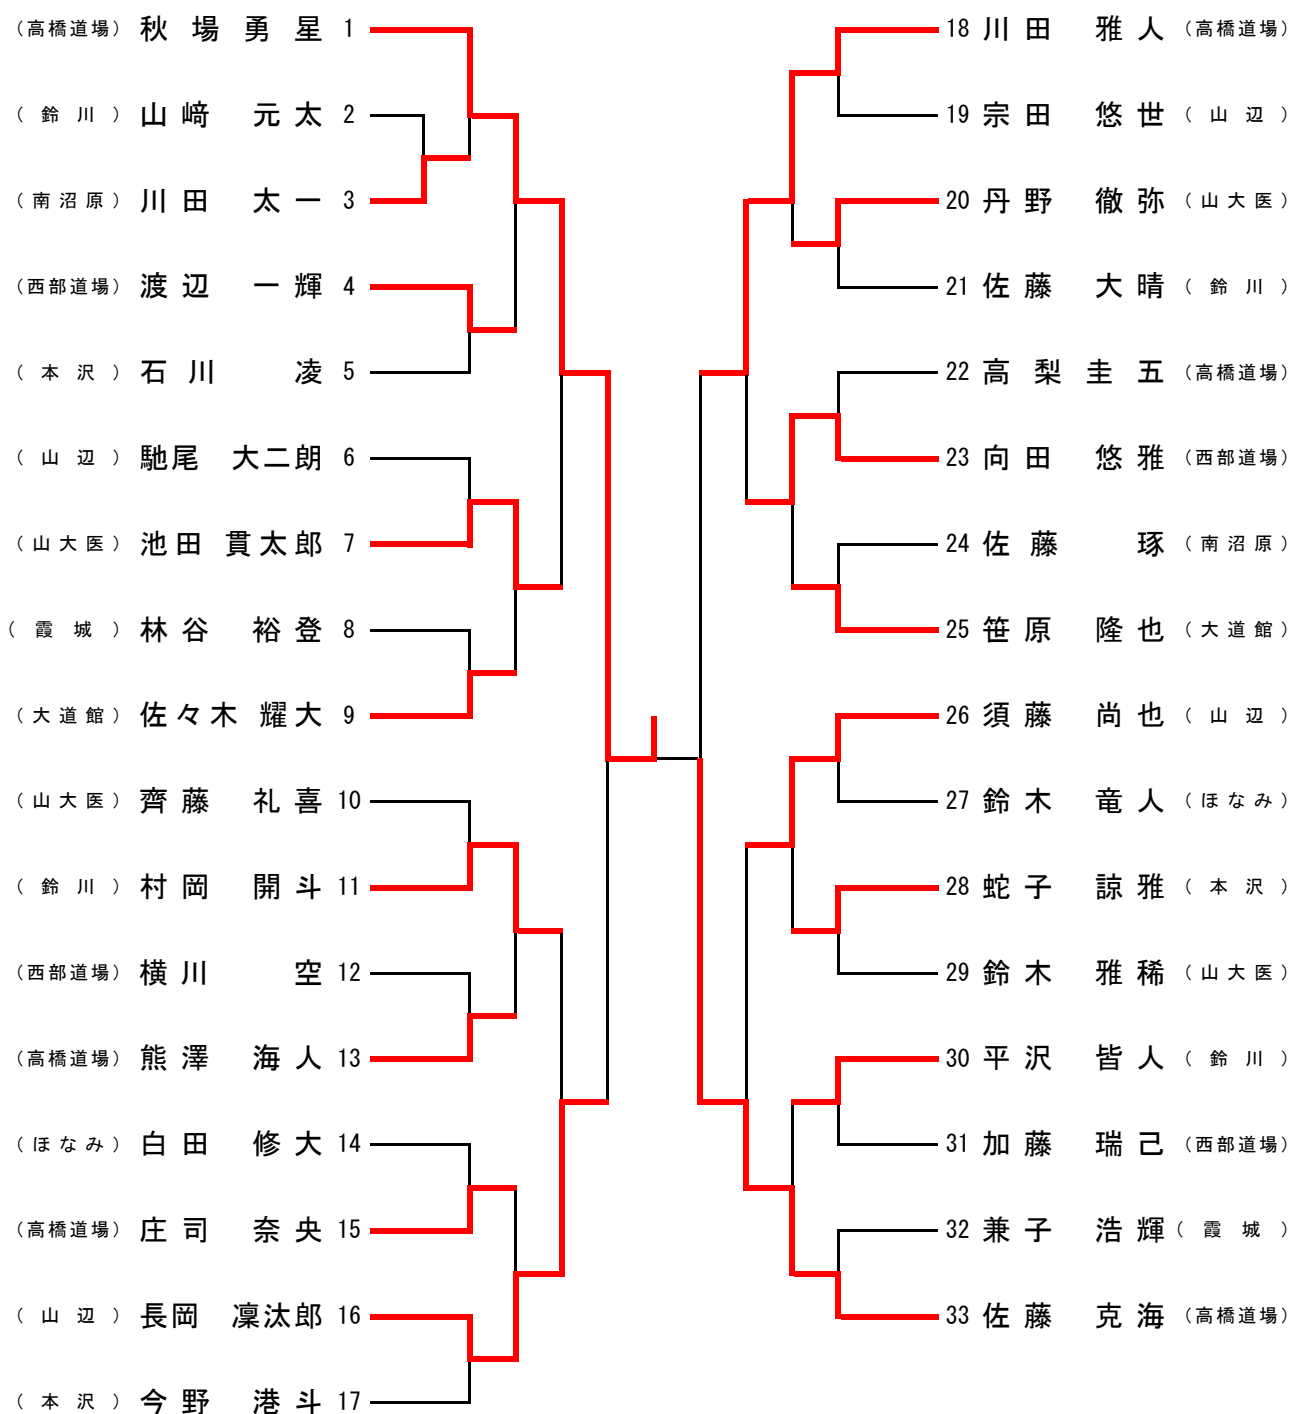 (高橋道場) 秋場勇星 1
(鈴川) 山﨑 元太 2
(南沼原) 川田 太一 3
(西部道場) 渡辺 一輝 4
(本沢) 石川 凌 5
(山辺) 馳尾 大二朗 6
(山大医) 池田 貫太郎 7
(霞城) 林谷 裕登 8
(大道館) 佐々木 耀大 9
(山大医) 齊藤 礼喜 10
(鈴川) 村岡 開斗 11
(西部道場) 横川 空 12
(高橋道場) 熊澤 海人 13
(ほなみ) 白田 修大 14
(高橋道場) 庄司 奈央 15
(山辺) 長岡 凜汰郎 16
(本沢) 今野 港斗 17
18 川田 雅人 (高橋道場)
19 宗田 悠世 (山辺)
20 丹野 徹弥 (山大医)
21 佐藤 大晴 (鈴川)
22 高梨圭五 (高橋道場)
23 向田 悠雅 (西部道場)
24 佐藤 琢 (南沼原)
25 笹原 隆也 (大道館)
26 須藤 尚也 (山辺)
27 鈴木 竜人 (ほなみ)
28 蛇子 諒雅 (本沢)
29 鈴木 雅稀 (山大医)
30 平沢 皆人 (鈴川)
31 加藤 瑞己 (西部道場)
32 兼子 浩輝 (霞城)
33 佐藤 克海 (高橋道場)